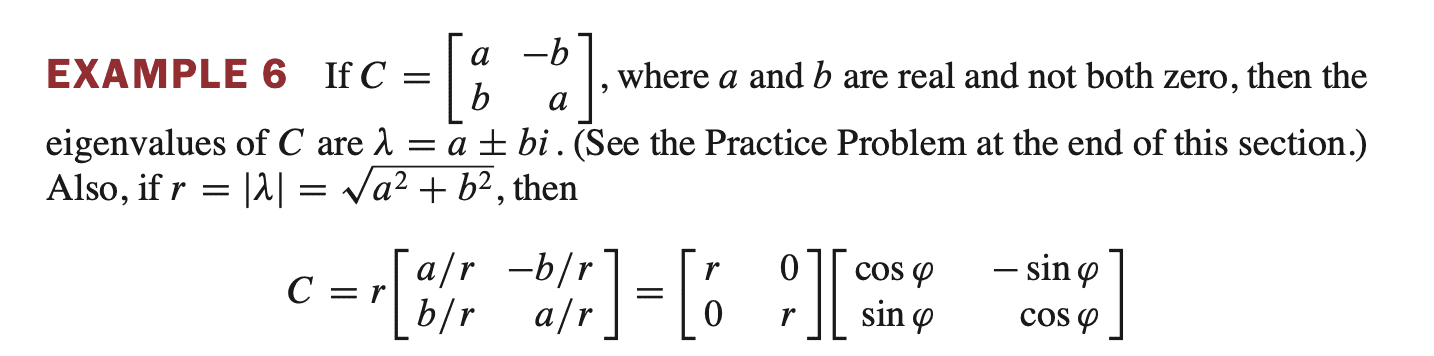 EXAMPLE 6 If C = [a −b; b a], where a and b are real and not both zero, then the
eigenvalues of C are λ = a ± bi. (See the Practice Problem at the end of this section.)
Also, if r = |λ| = √(a² + b²), then
C = r[a/r −b/r; b/r a/r] = [r 0; 0 r][cos φ − sin φ; sin φ cos φ]